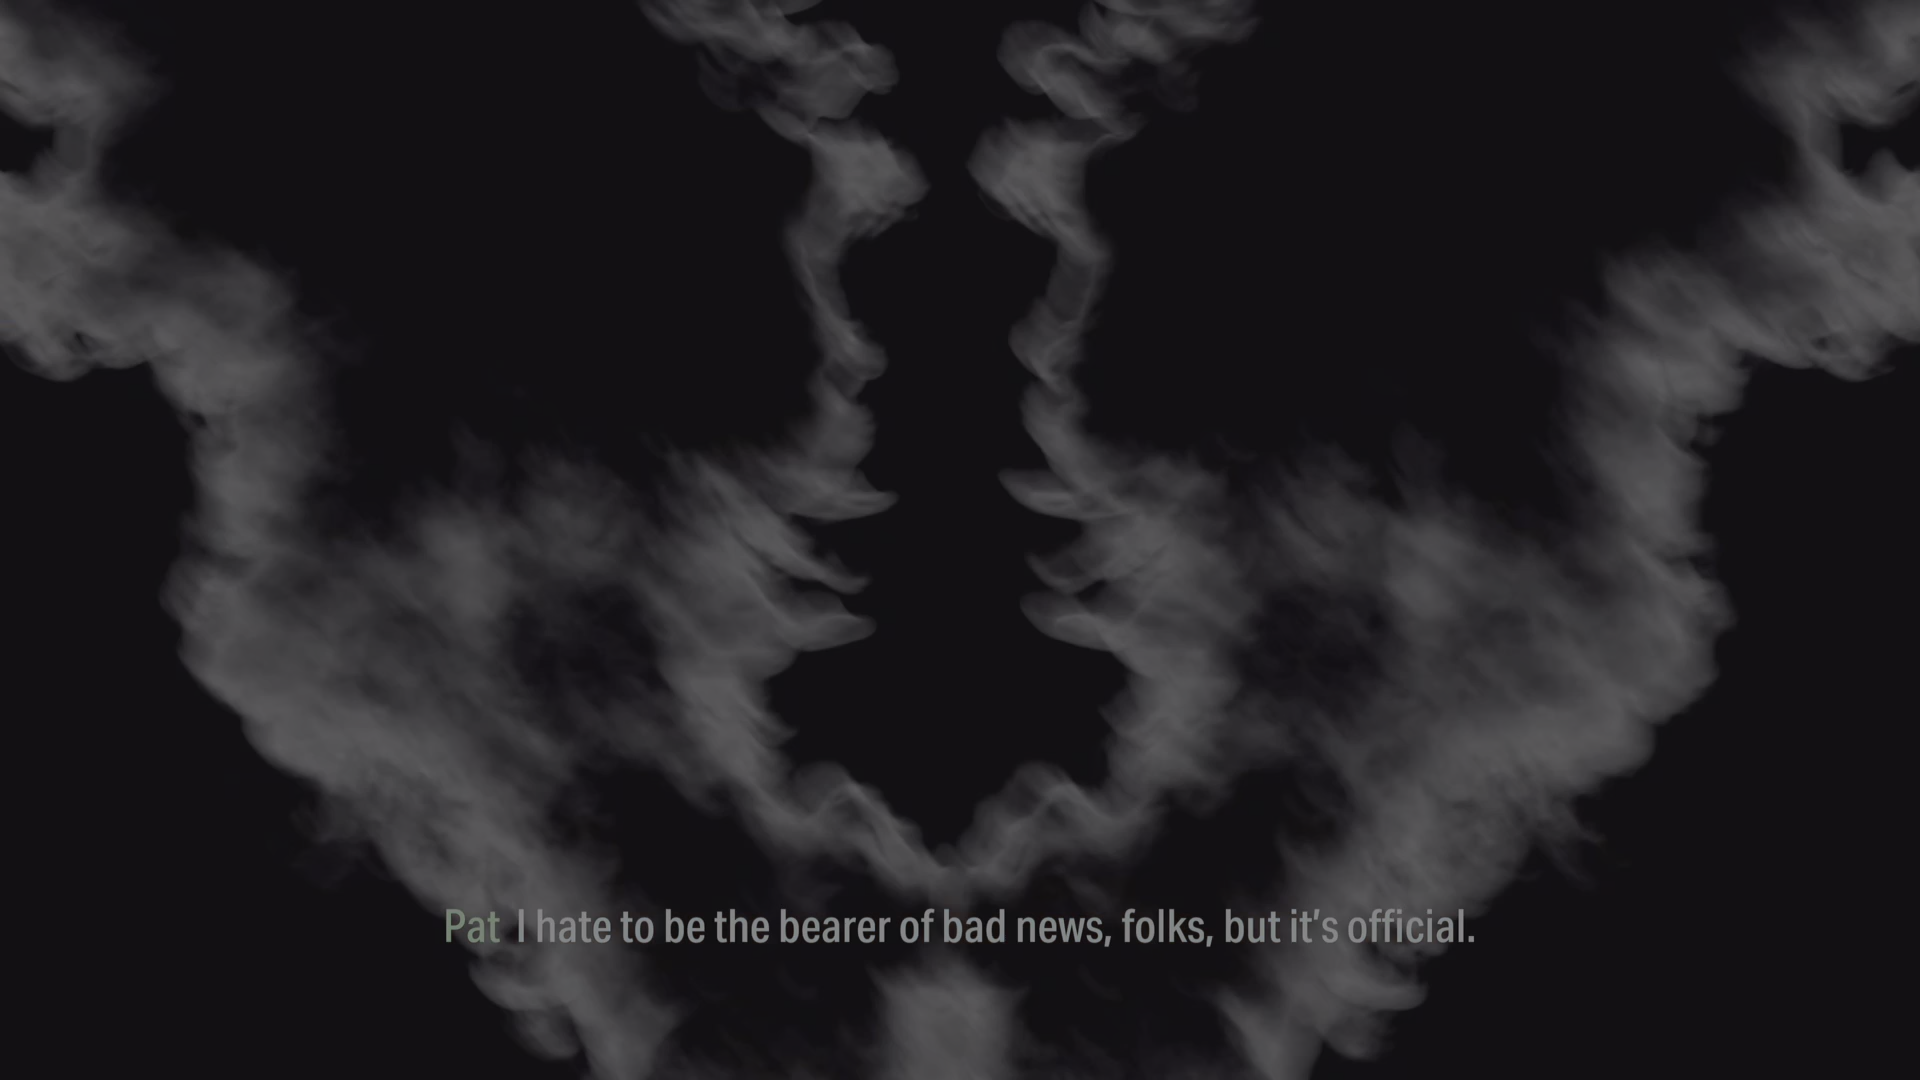 Pat I hate to be the bearer of bad news, folks, but it’s official.